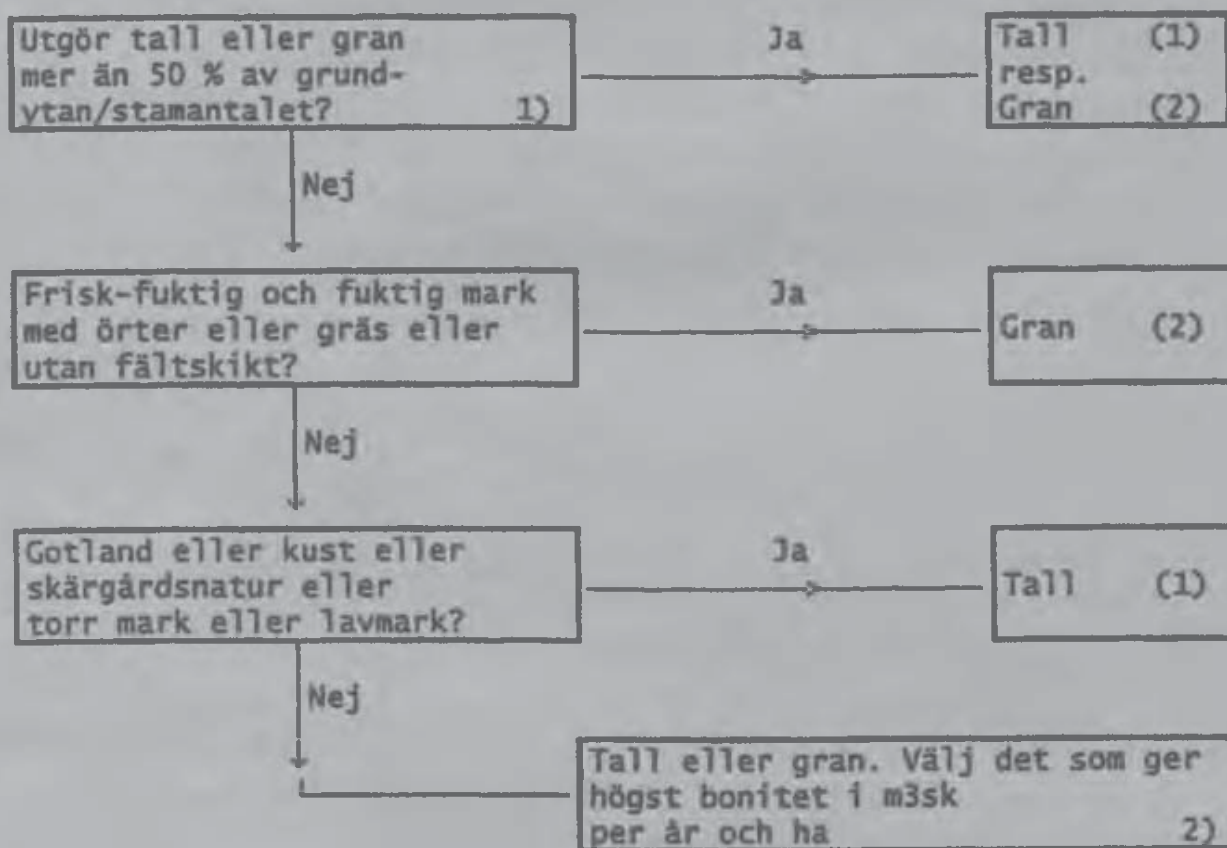 Utgör tall eller gran
mer än 50 % av grund-
ytan/stamantalet? 1)
Ja
Tall (1)
resp.
Gran (2)
Nej
Frisk-fuktig och fuktig mark
med örter eller gräs eller
utan fältskikt?
Ja
Gran (2)
Nej
Gotland eller kust eller
skärgårdsnatur eller
torr mark eller lavmark?
Ja
Tall (1)
Nej
Tall eller gran. Välj det som ger
högst bonitet i m3sk
per år och ha 2)